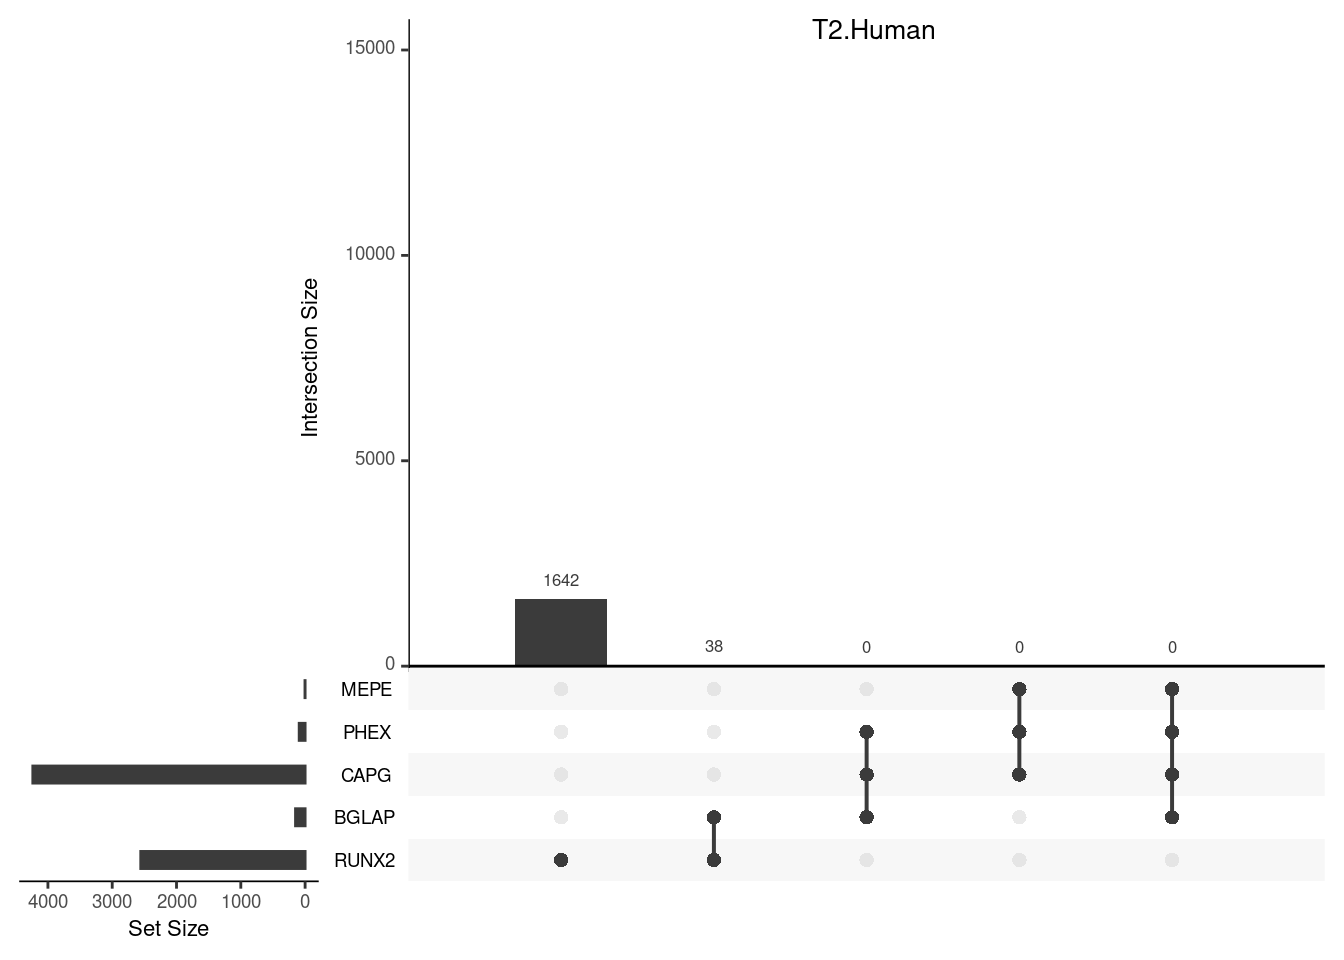 T2.Human
15000
10000
5000
0
Intersection Size
1642
38
0
0
0
MEPE
PHEX
CAPG
BGLAP
RUNX2
4000 3000 2000 1000 0
Set Size